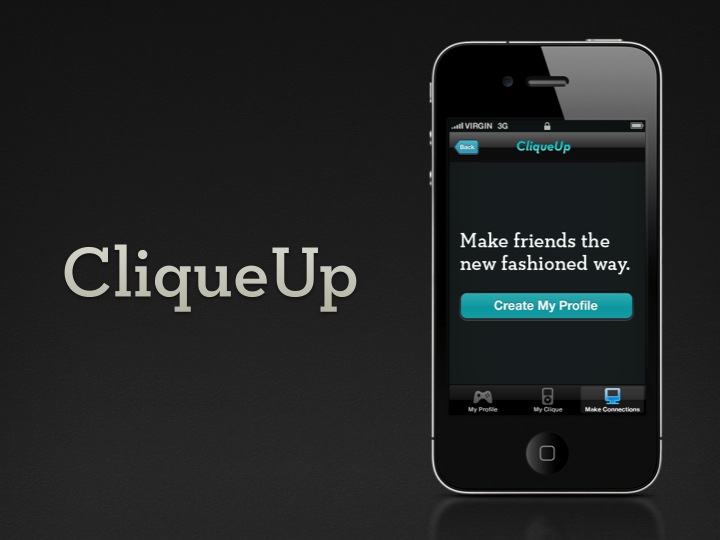 CliqueUp
VIRGIN 3G
Back
CliqueUp
Make friends the
new fashioned way.
Create My Profile
My Profile
My Clique
Make Connections